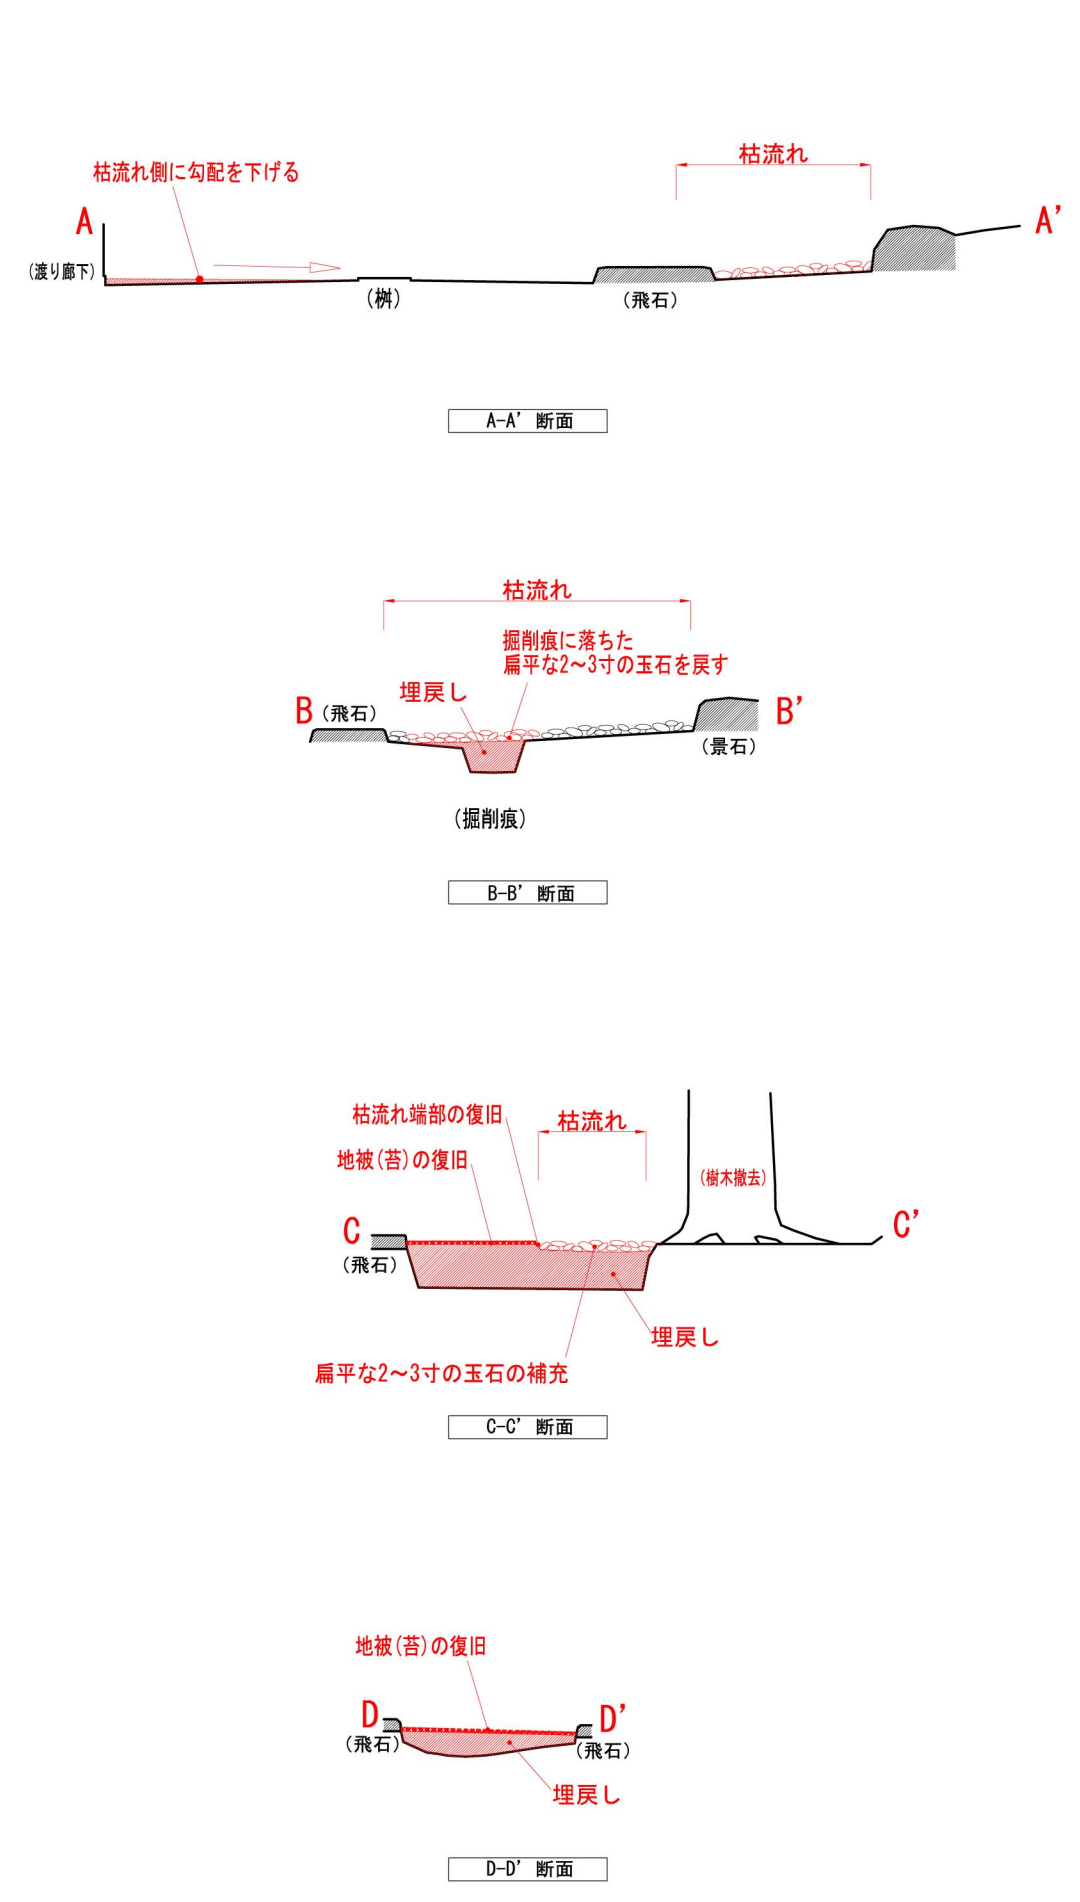 枯流れ
枯流れ側に勾配を下げる
A
A’
(渡り廊下)
(桝)
(飛石)
A-A’ 断面
枯流れ
掘削痕に落ちた
扁平な2～3寸の玉石を戻す
埋戻し
B
(飛石)
B’
(景石)
(掘削痕)
B-B’ 断面
枯流れ端部の復旧
枯流れ
地被(苔)の復旧
(樹木撤去)
C
C’
(飛石)
埋戻し
扁平な2～3寸の玉石の補充
C-C’ 断面
地被(苔)の復旧
D
D’
(飛石)
(飛石)
埋戻し
D-D’ 断面